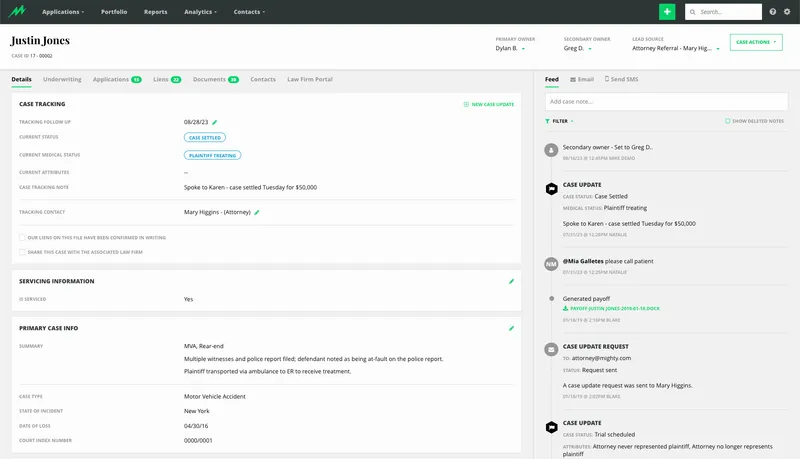 Applications Portfolio Reports Analytics Contacts Search...
Justin Jones
CASE ID 17 - 00002
PRIMARY OWNER
Dylan B.
SECONDARY OWNER
Greg D.
LEAD SOURCE
Attorney Referral - Mary Hig...
CASE ACTIONS
Details Underwriting Applications 15 Liens 22 Documents 30 Contacts Law Firm Portal
CASE TRACKING
NEW CASE UPDATE
TRACKING FOLLOW UP 08/28/23
CURRENT STATUS CASE SETTLED
CURRENT MEDICAL STATUS PLAINTIFF TREATING
CURRENT ATTRIBUTES --
CASE TRACKING NOTE Spoke to Karen - case settled Tuesday for $50,000
TRACKING CONTACT Mary Higgins - (Attorney)
OUR LIENS ON THIS FILE HAVE BEEN CONFIRMED IN WRITING
SHARE THIS CASE WITH THE ASSOCIATED LAW FIRM
SERVICING INFORMATION
IS SERVICED Yes
PRIMARY CASE INFO
SUMMARY MVA, Rear-end
Multiple witnesses and police report filed; defendant noted as being at-fault on the police report.
Plaintiff transported via ambulance to ER to receive treatment.
CASE TYPE Motor Vehicle Accident
STATE OF INCIDENT New York
DATE OF LOSS 04/30/16
COURT INDEX NUMBER 0000/0001
Feed Email Send SMS
Add case note...
FILTER SHOW DELETED NOTES
Secondary owner - Set to Greg D..
08/16/23 @ 12:45PM MIKE DEMO
CASE UPDATE
CASE STATUS: Case Settled
MEDICAL STATUS: Plaintiff treating
Spoke to Karen - case settled Tuesday for $50,000
07/31/23 @ 12:28PM NATALIE
NM
@Mia Galletes please call patient
07/31/23 @ 12:25PM NATALIE
Generated payoff
PAYOFF-JUSTIN JONES-2019-01-18.DOCX
01/18/19 @ 2:16PM BLAKE
CASE UPDATE REQUEST
TO: attorney@mighty.com
STATUS: Request sent
A case update request was sent to Mary Higgins.
01/18/19 @ 2:02PM BLAKE
CASE UPDATE
CASE STATUS: Trial scheduled
ATTRIBUTES: Attorney never represented plaintiff, Attorney no longer represents
plaintiff